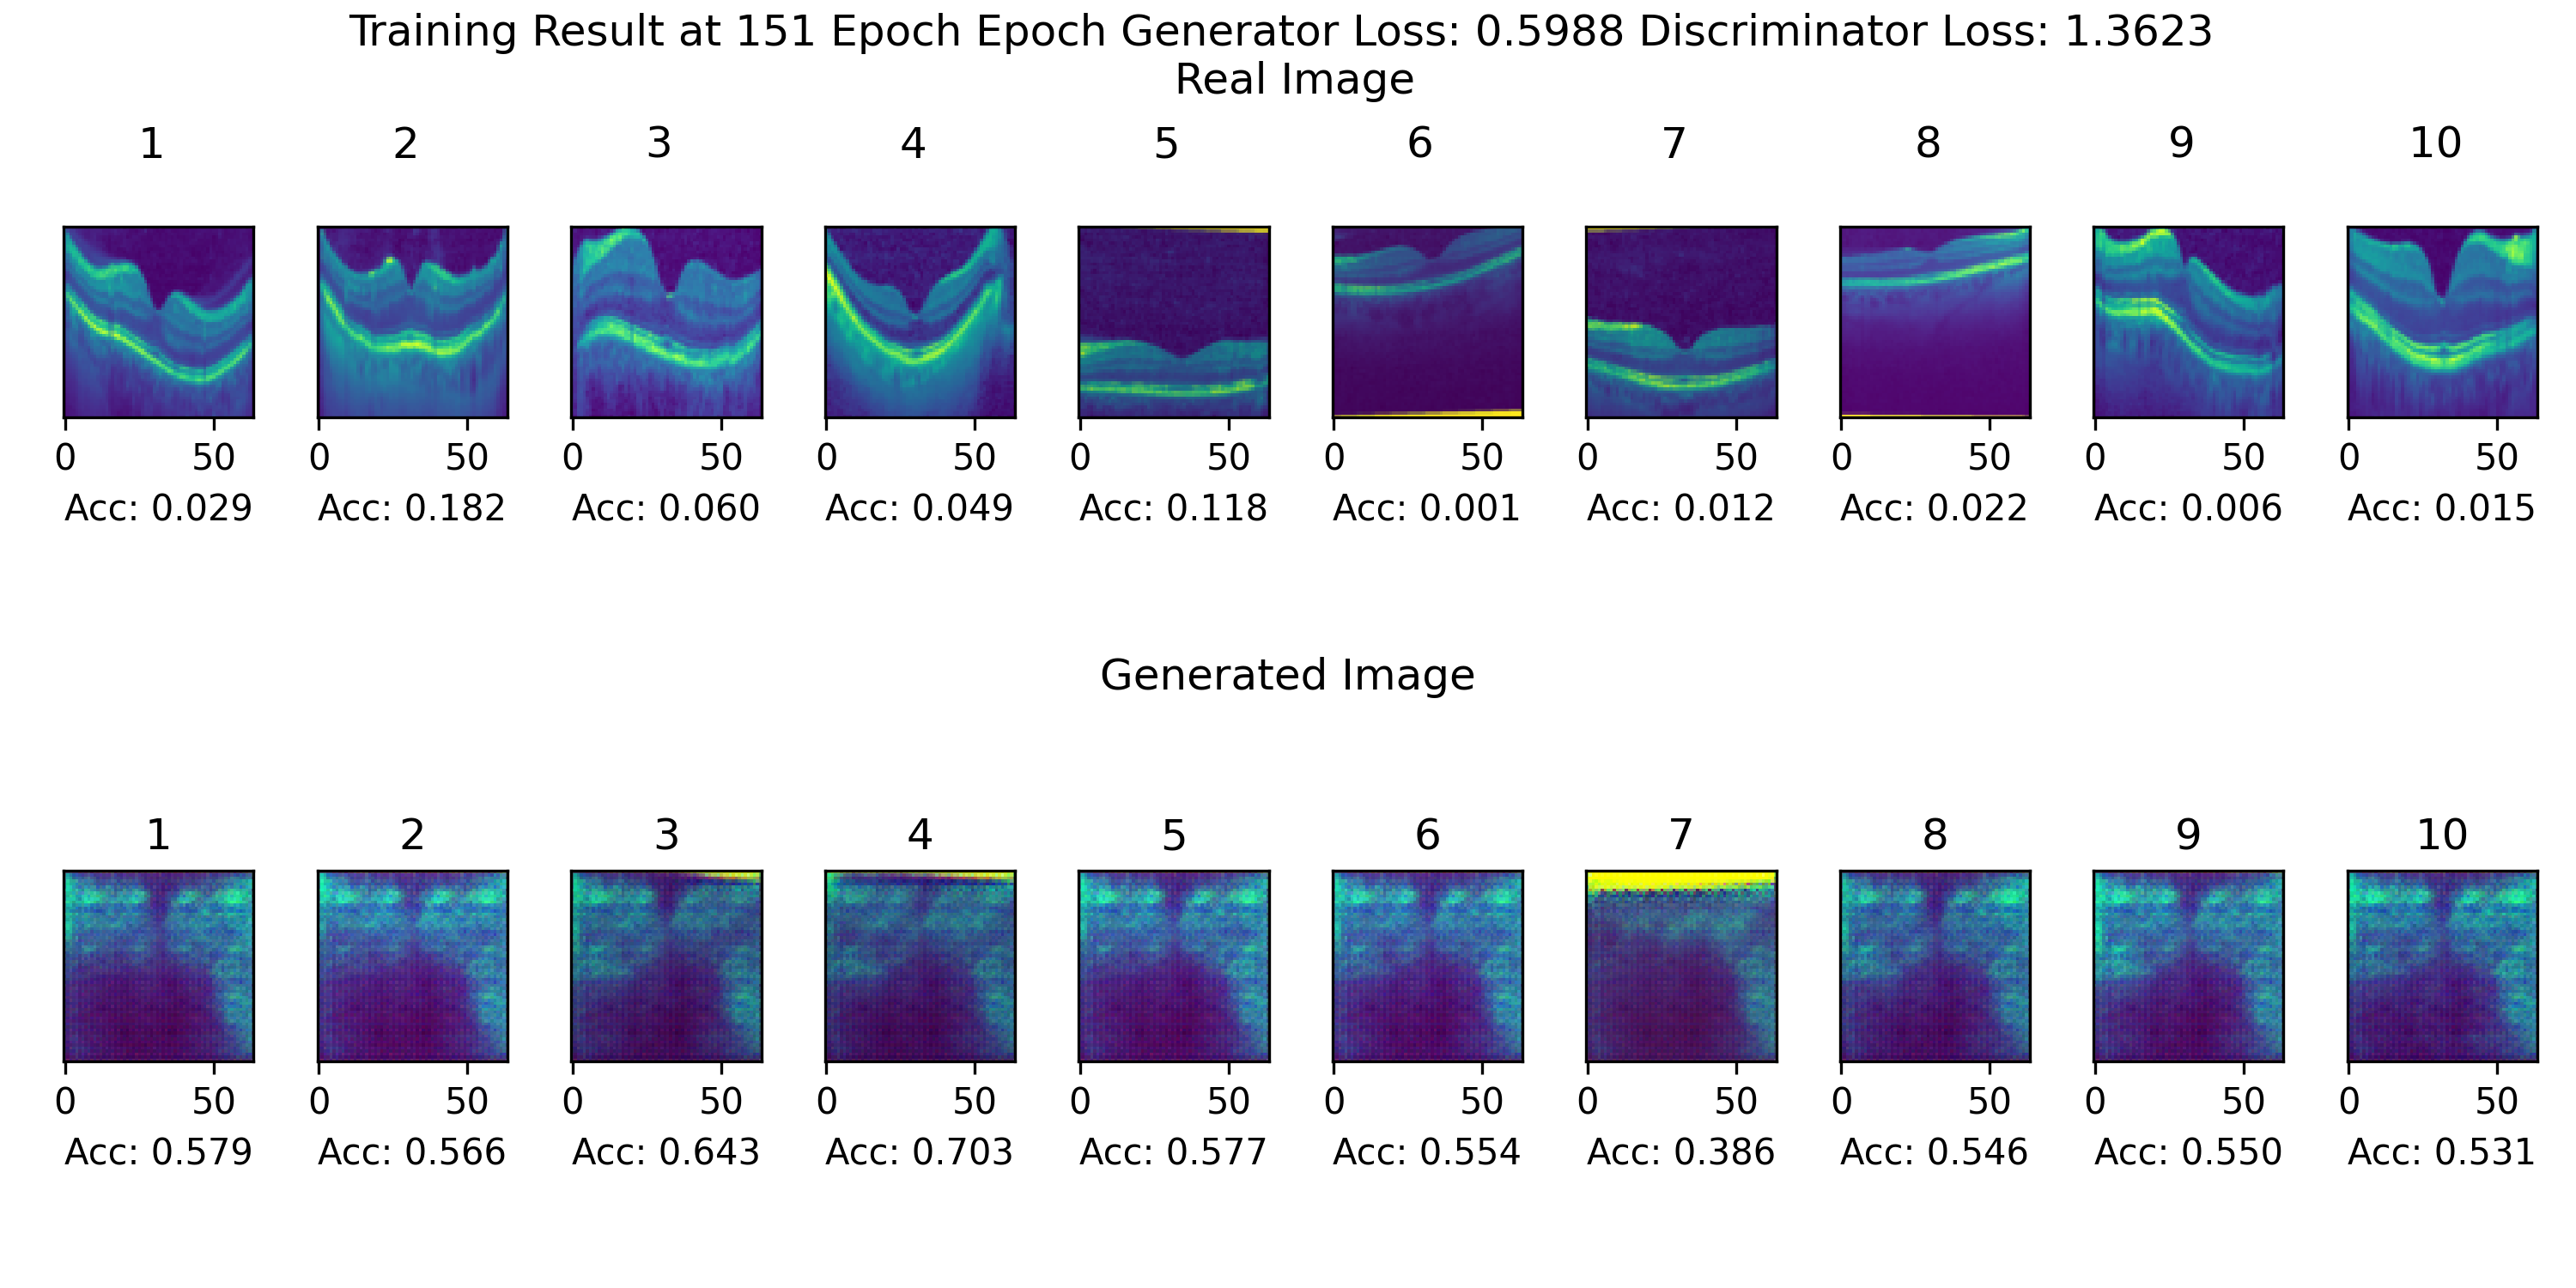 Training Result at 151 Epoch Epoch Generator Loss: 0.5988 Discriminator Loss: 1.3623
Real Image
1 2 3 4 5 6 7 8 9 10
0 50 0 50 0 50 0 50 0 50 0 50 0 50 0 50 0 50 0 50
Acc: 0.029 Acc: 0.182 Acc: 0.060 Acc: 0.049 Acc: 0.118 Acc: 0.001 Acc: 0.012 Acc: 0.022 Acc: 0.006 Acc: 0.015
Generated Image
1 2 3 4 5 6 7 8 9 10
0 50 0 50 0 50 0 50 0 50 0 50 0 50 0 50 0 50 0 50
Acc: 0.579 Acc: 0.566 Acc: 0.643 Acc: 0.703 Acc: 0.577 Acc: 0.554 Acc: 0.386 Acc: 0.546 Acc: 0.550 Acc: 0.531